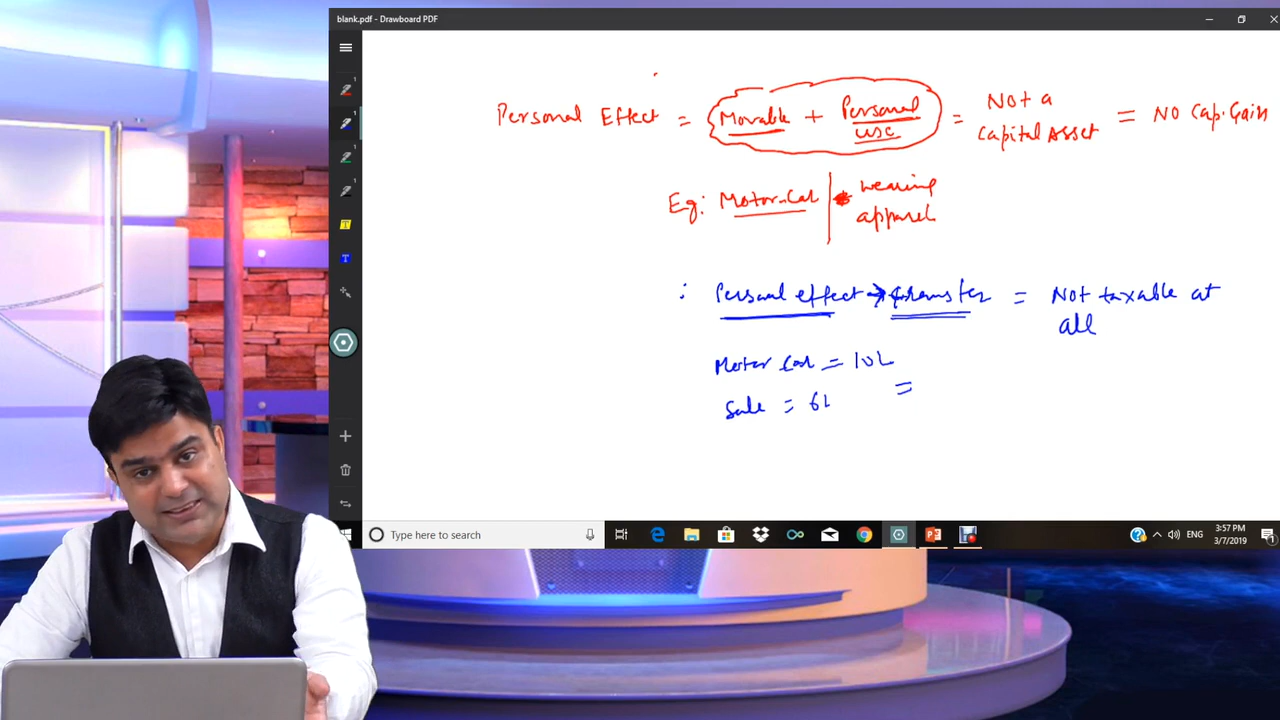 blank.pdf - Drawboard PDF
Personal Effect = Movable + Personal use = Not a Capital Asset = NO Cap. Gain
Eg: Motor-Car | wearing apparel
∴ Personal effect → transfer = Not taxable at all
Motor Car = 10L
Sale = 6L =
Type here to search
ENG
3:57 PM
3/7/2019